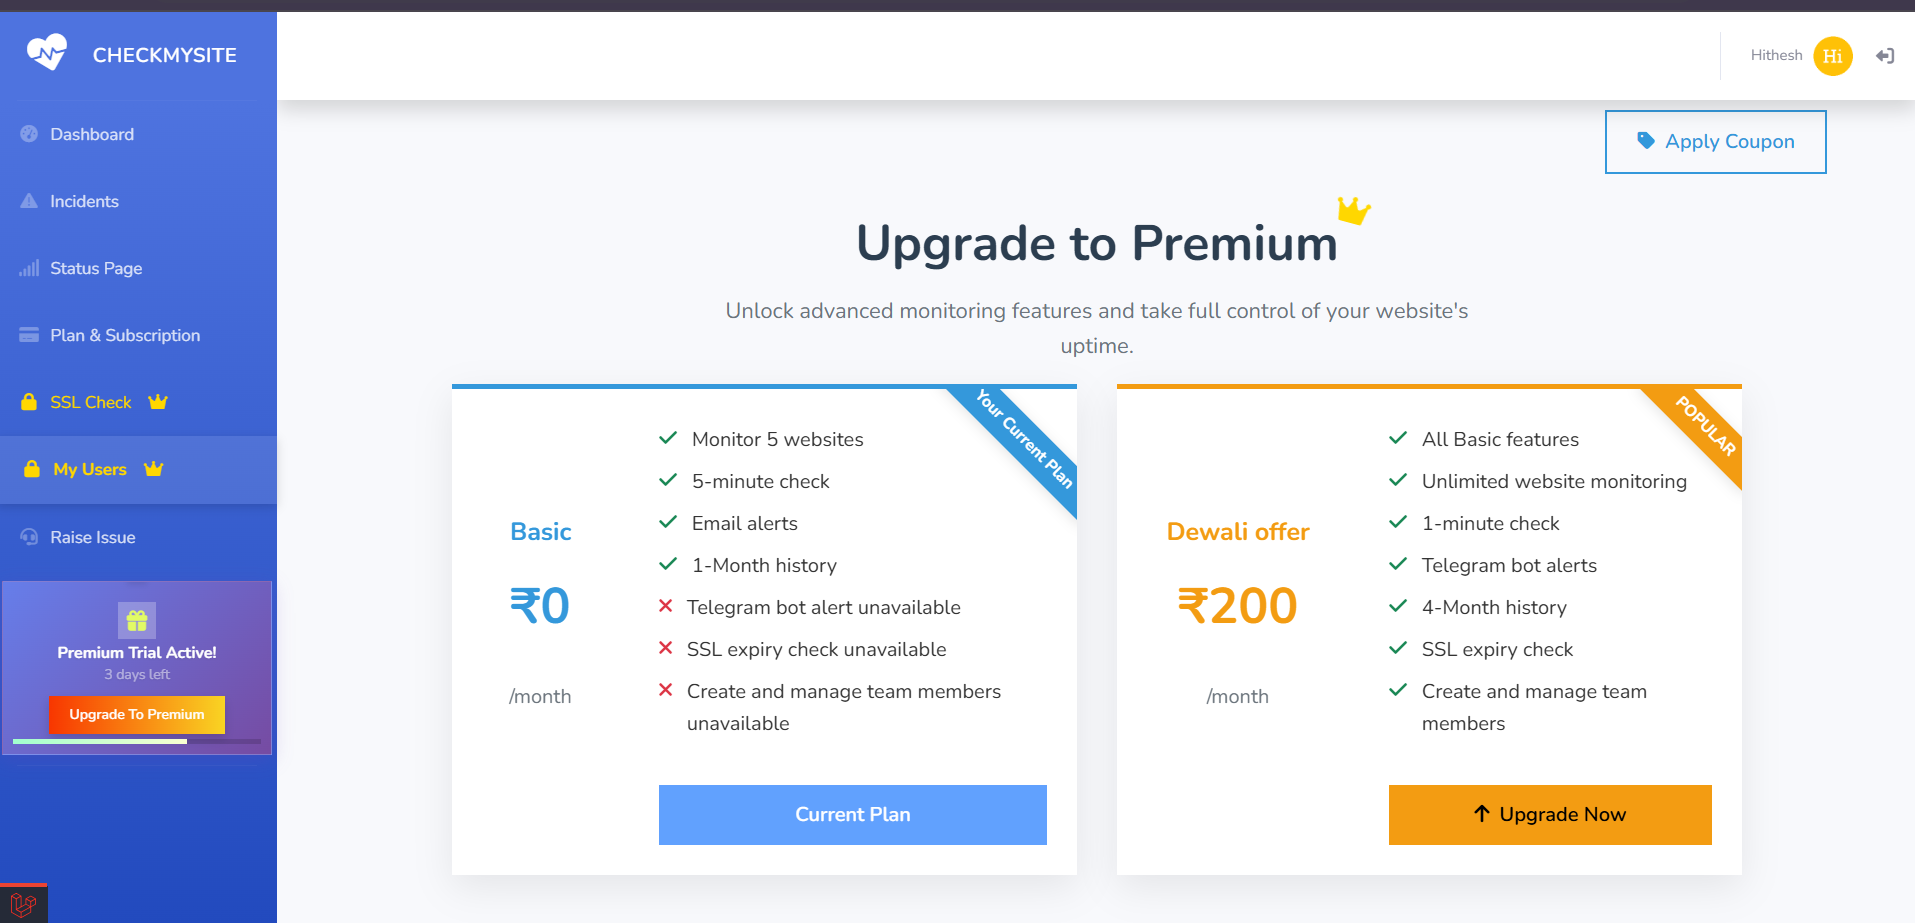 CHECKMYSITE
Dashboard
Incidents
Status Page
Plan & Subscription
SSL Check
My Users
Raise Issue
Premium Trial Active!
3 days left
Upgrade To Premium
Hithesh
Hi
Apply Coupon
Upgrade to Premium
Unlock advanced monitoring features and take full control of your website's
uptime.
Your Current Plan
Basic
₹0
/month
Monitor 5 websites
5-minute check
Email alerts
1-Month history
Telegram bot alert unavailable
SSL expiry check unavailable
Create and manage team members
unavailable
Current Plan
POPULAR
Dewali offer
₹200
/month
All Basic features
Unlimited website monitoring
1-minute check
Telegram bot alerts
4-Month history
SSL expiry check
Create and manage team
members
Upgrade Now